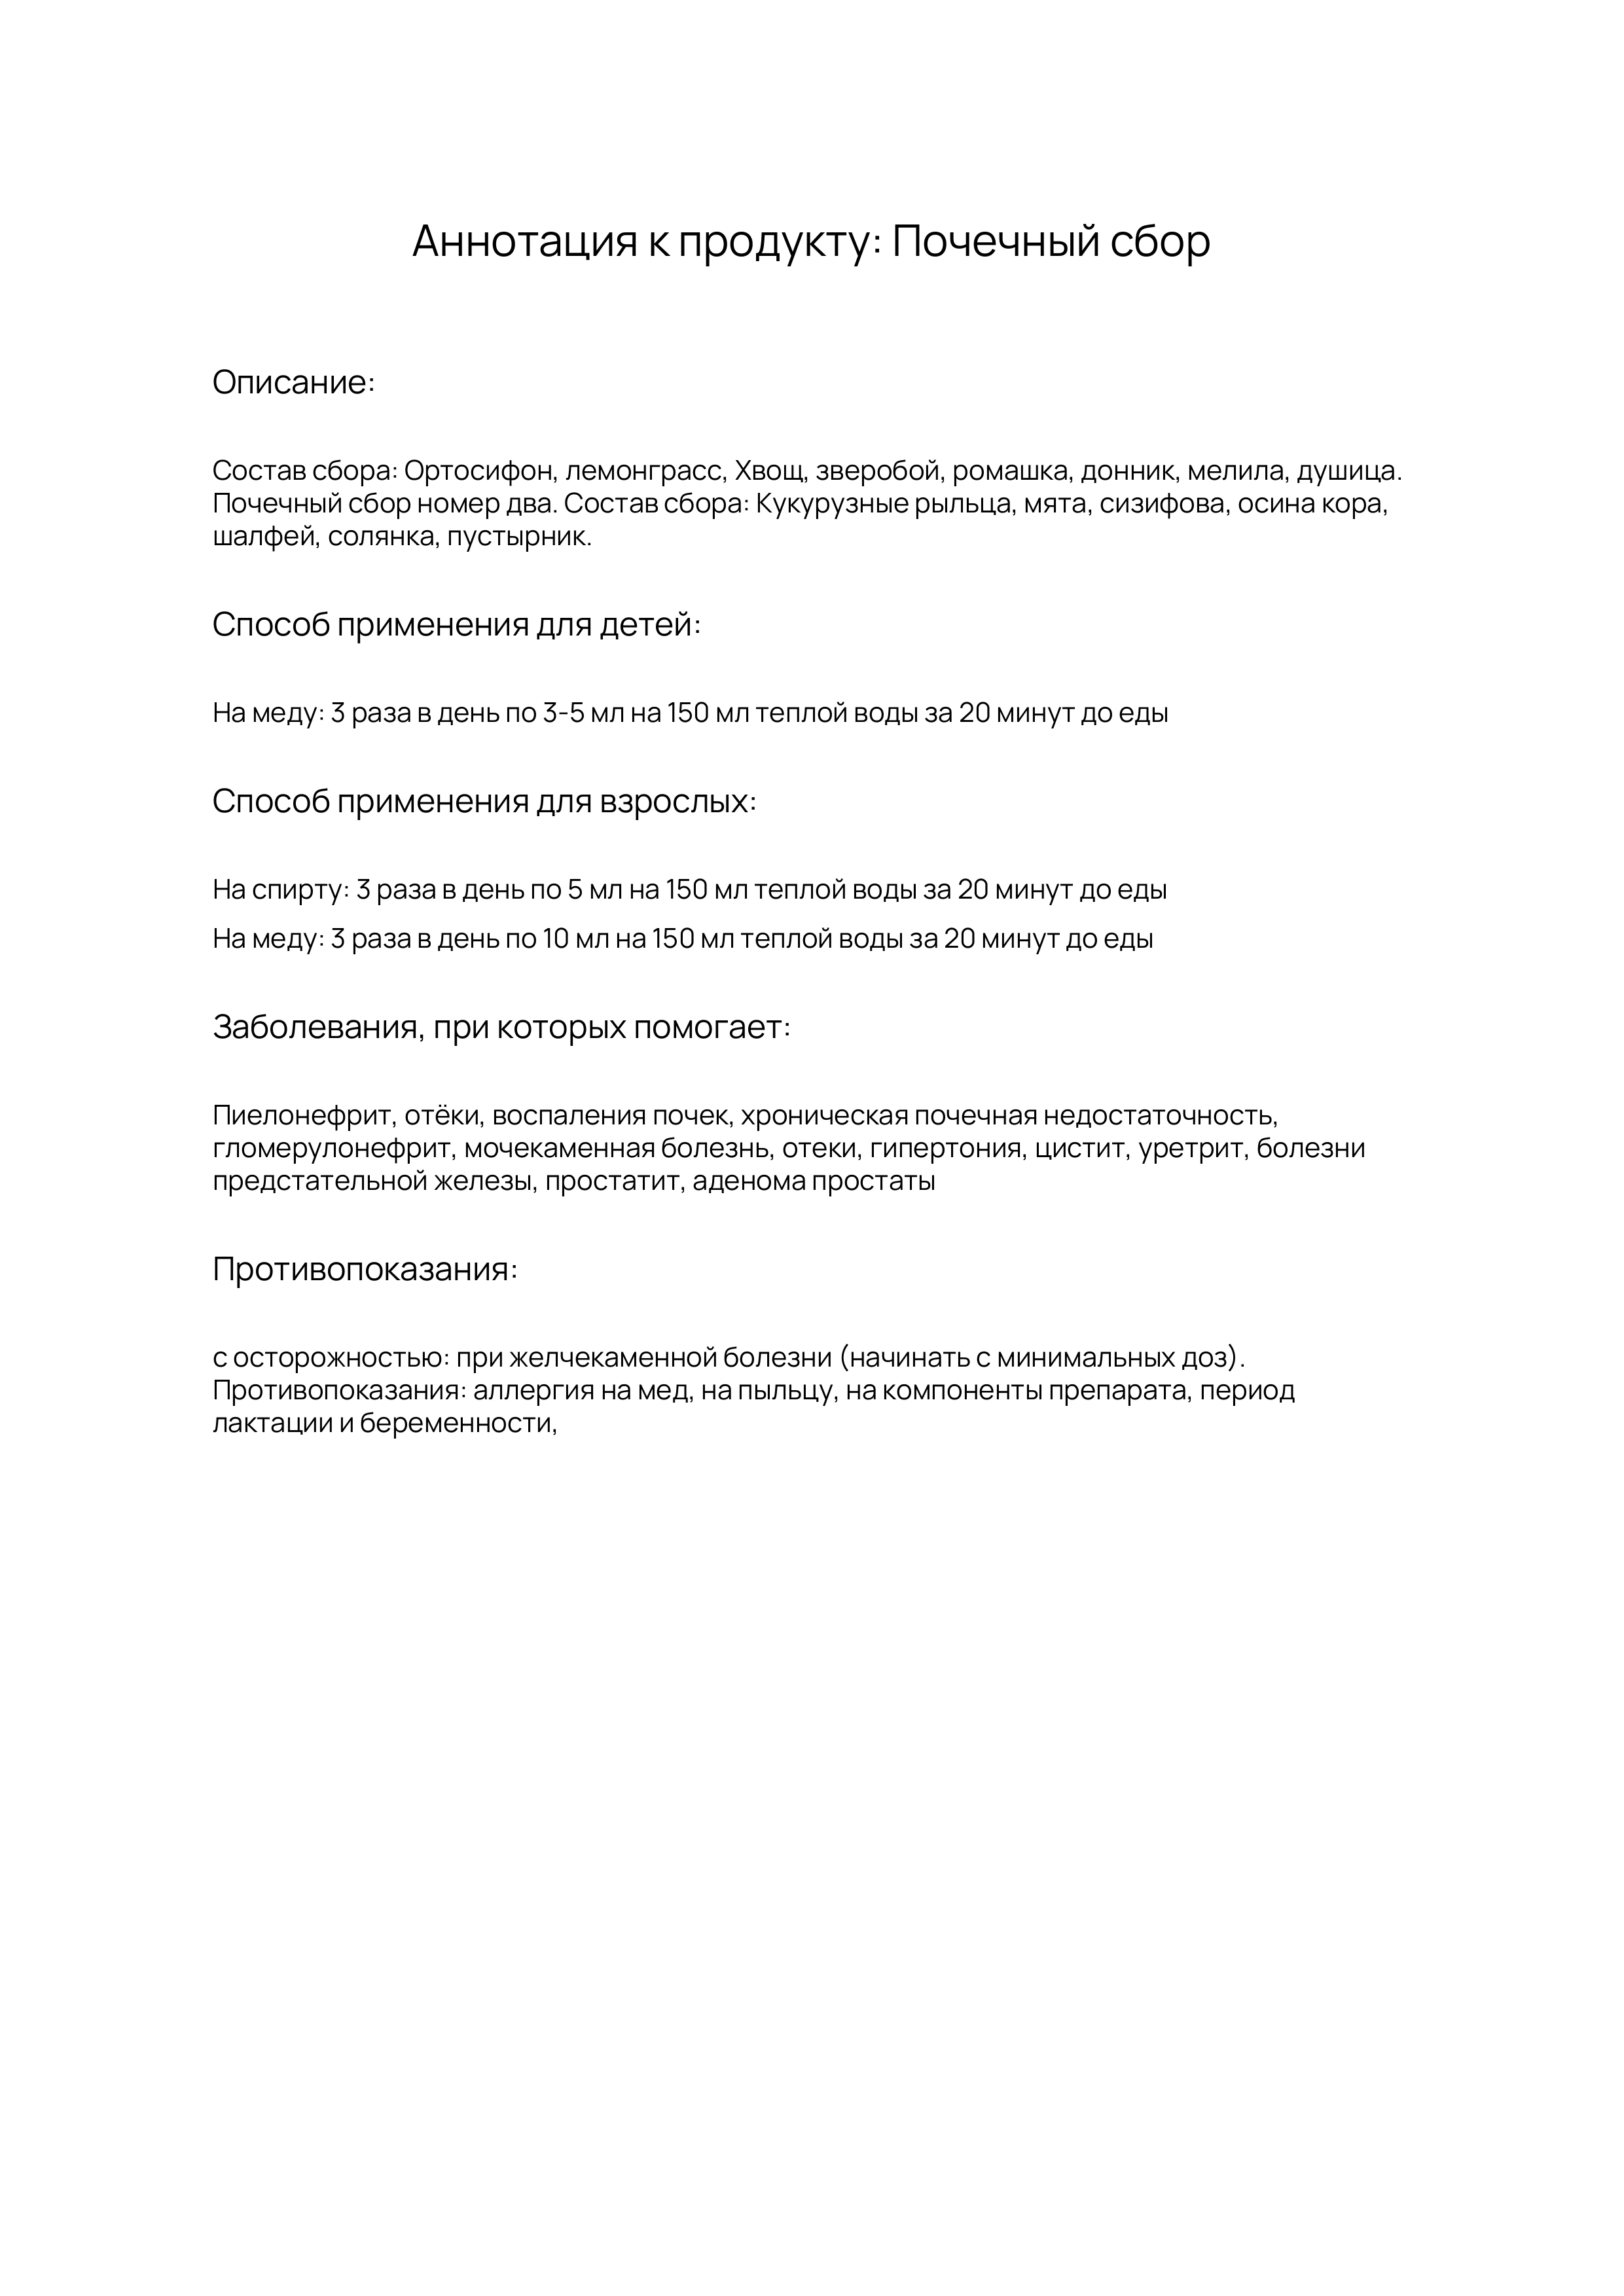 Аннотация к продукту: Почечный сбор
Описание:
Состав сбора: Ортосифон, лемонграсс, Хвощ, зверобой, ромашка, донник, мелила, душица.
Почечный сбор номер два. Состав сбора: Кукурузные рыльца, мята, сизифова, осина кора,
шалфей, солянка, пустырник.
Способ применения для детей:
На меду: 3 раза в день по 3-5 мл на 150 мл теплой воды за 20 минут до еды
Способ применения для взрослых:
На спирту: 3 раза в день по 5 мл на 150 мл теплой воды за 20 минут до еды
На меду: 3 раза в день по 10 мл на 150 мл теплой воды за 20 минут до еды
Заболевания, при которых помогает:
Пиелонефрит, отёки, воспаления почек, хроническая почечная недостаточность,
гломерулонефрит, мочекаменная болезнь, отеки, гипертония, цистит, уретрит, болезни
предстательной железы, простатит, аденома простаты
Противопоказания:
с осторожностью: при желчекаменной болезни (начинать с минимальных доз).
Противопоказания: аллергия на мед, на пыльцу, на компоненты препарата, период
лактации и беременности,